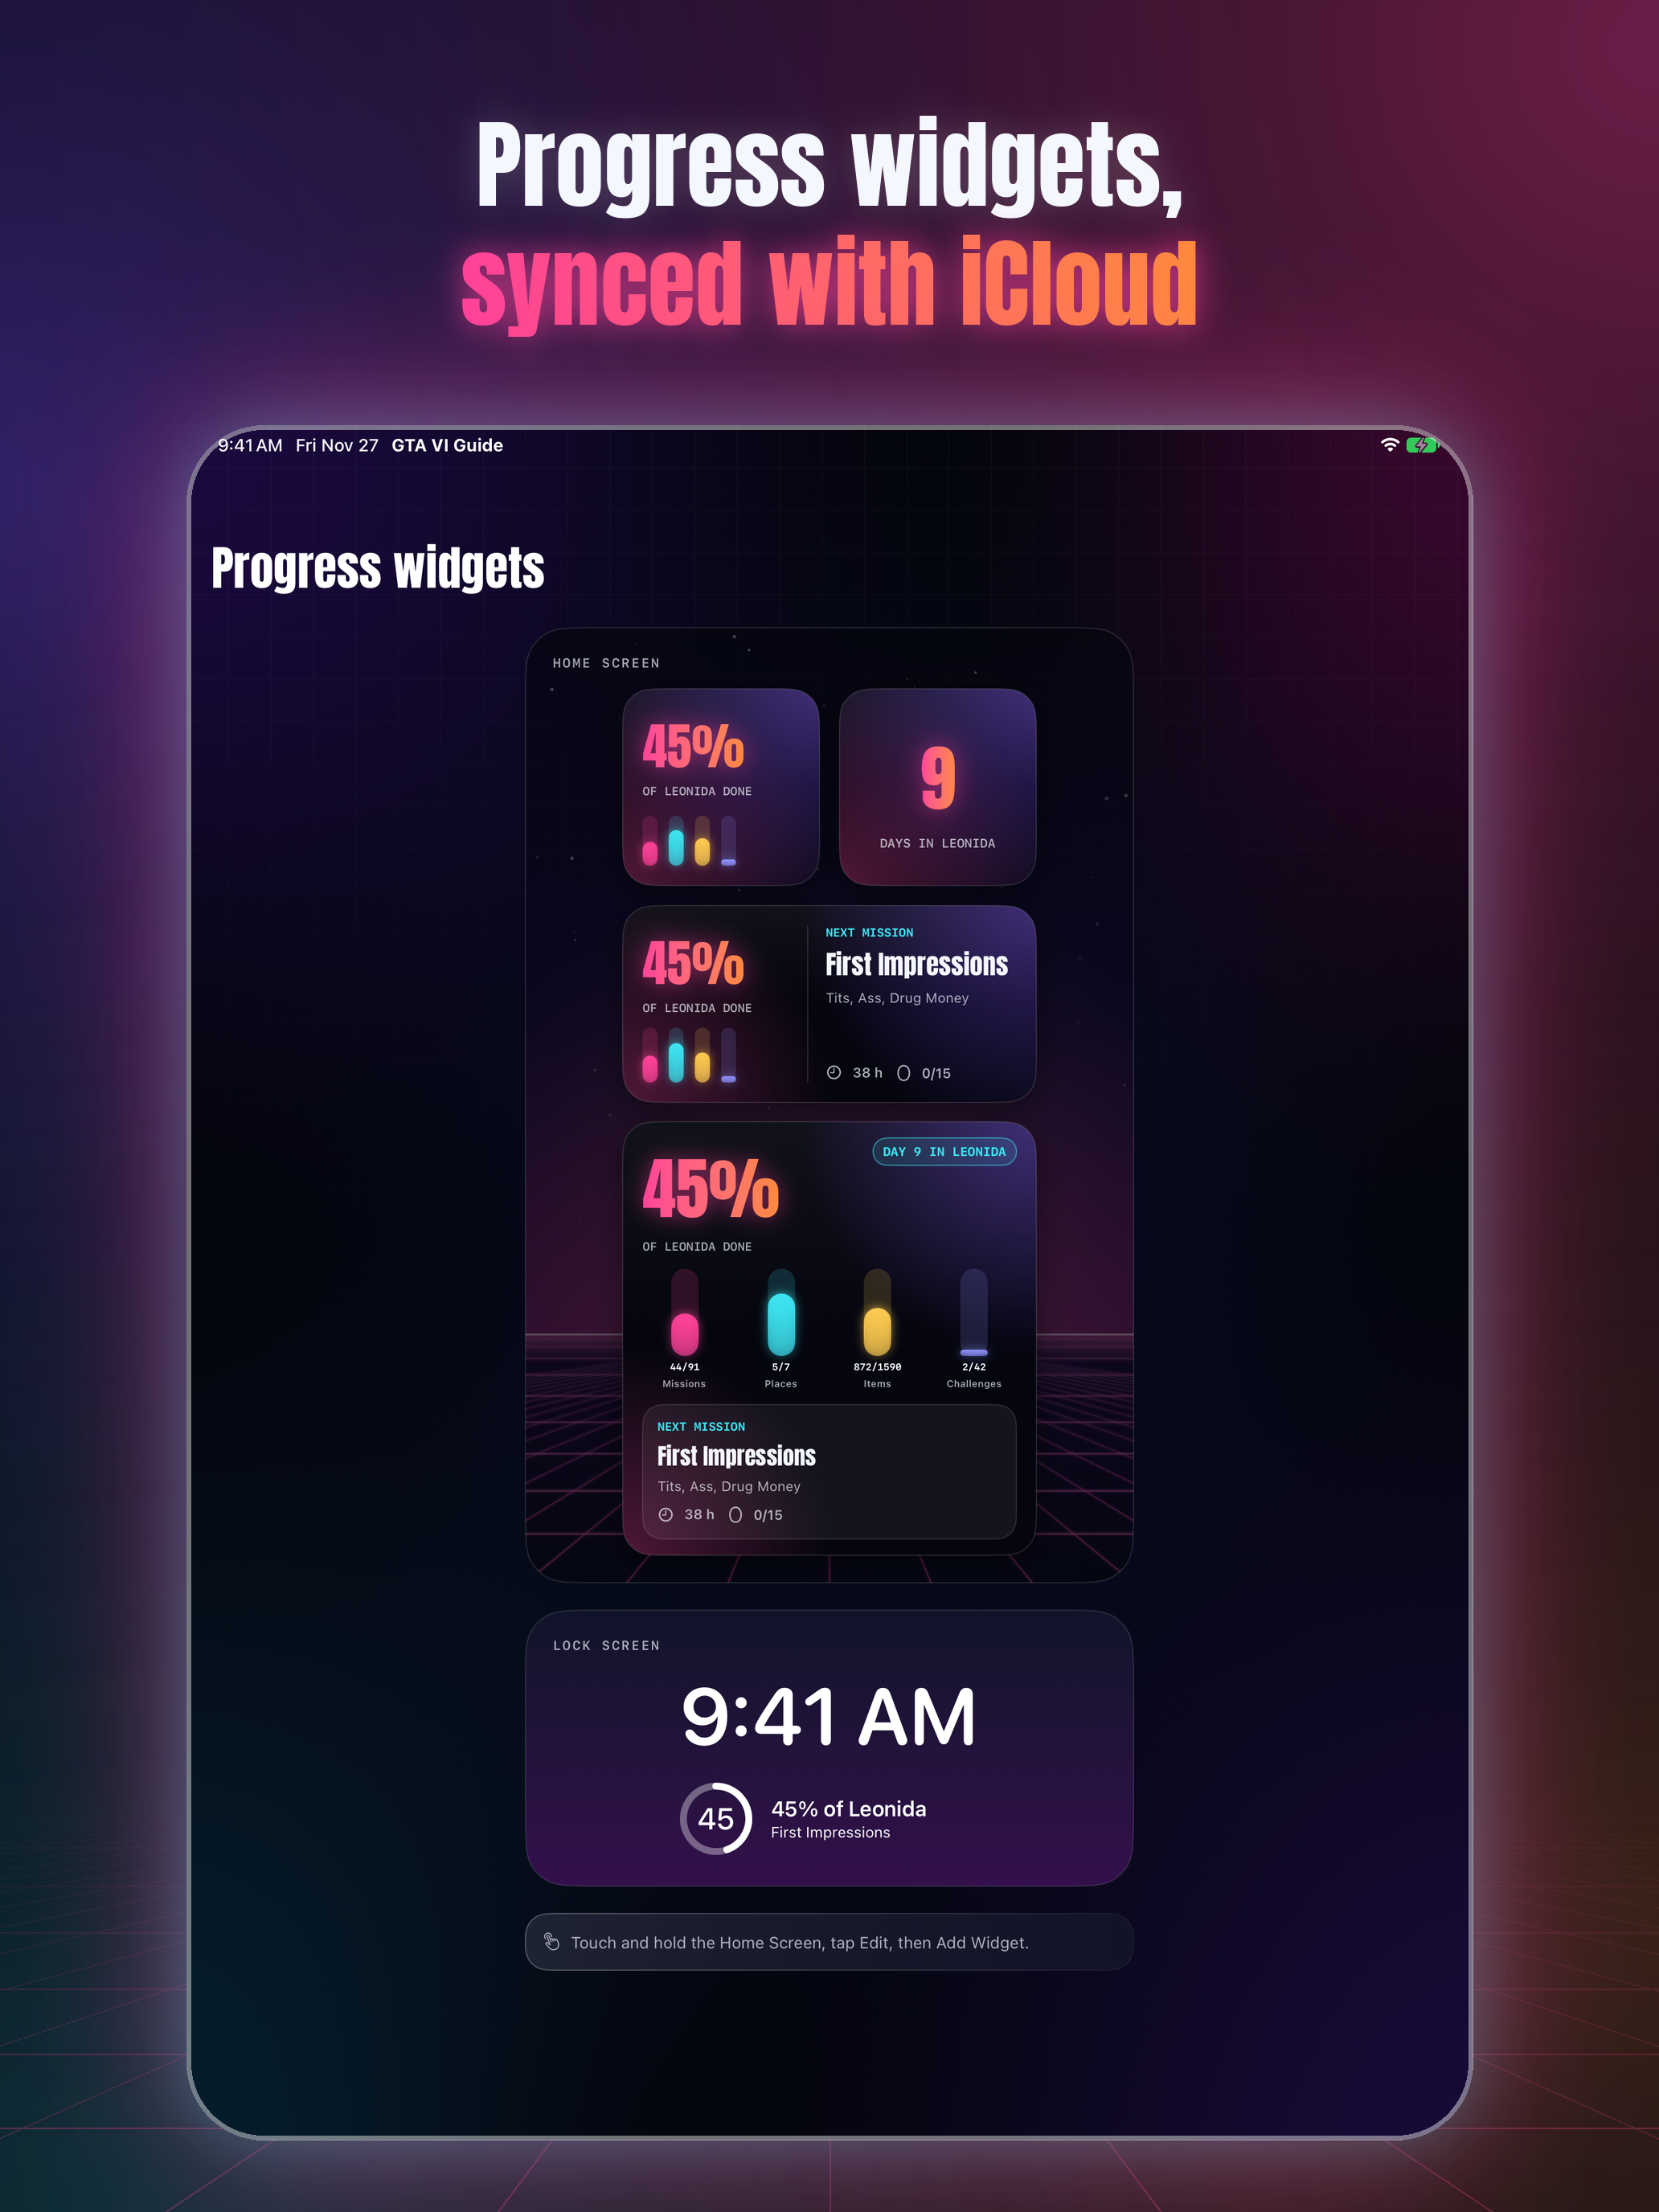 Progress widgets,
synced with iCloud
9:41 AM Fri Nov 27 GTA VI Guide
Progress widgets
HOME SCREEN
45%
OF LEONIDA DONE
9
DAYS IN LEONIDA
45%
OF LEONIDA DONE
NEXT MISSION
First Impressions
Tits, Ass, Drug Money
38 h 0/15
DAY 9 IN LEONIDA
45%
OF LEONIDA DONE
44/91 5/7 872/1590 2/42
Missions Places Items Challenges
NEXT MISSION
First Impressions
Tits, Ass, Drug Money
38 h 0/15
LOCK SCREEN
9:41 AM
45
45% of Leonida
First Impressions
Touch and hold the Home Screen, tap Edit, then Add Widget.